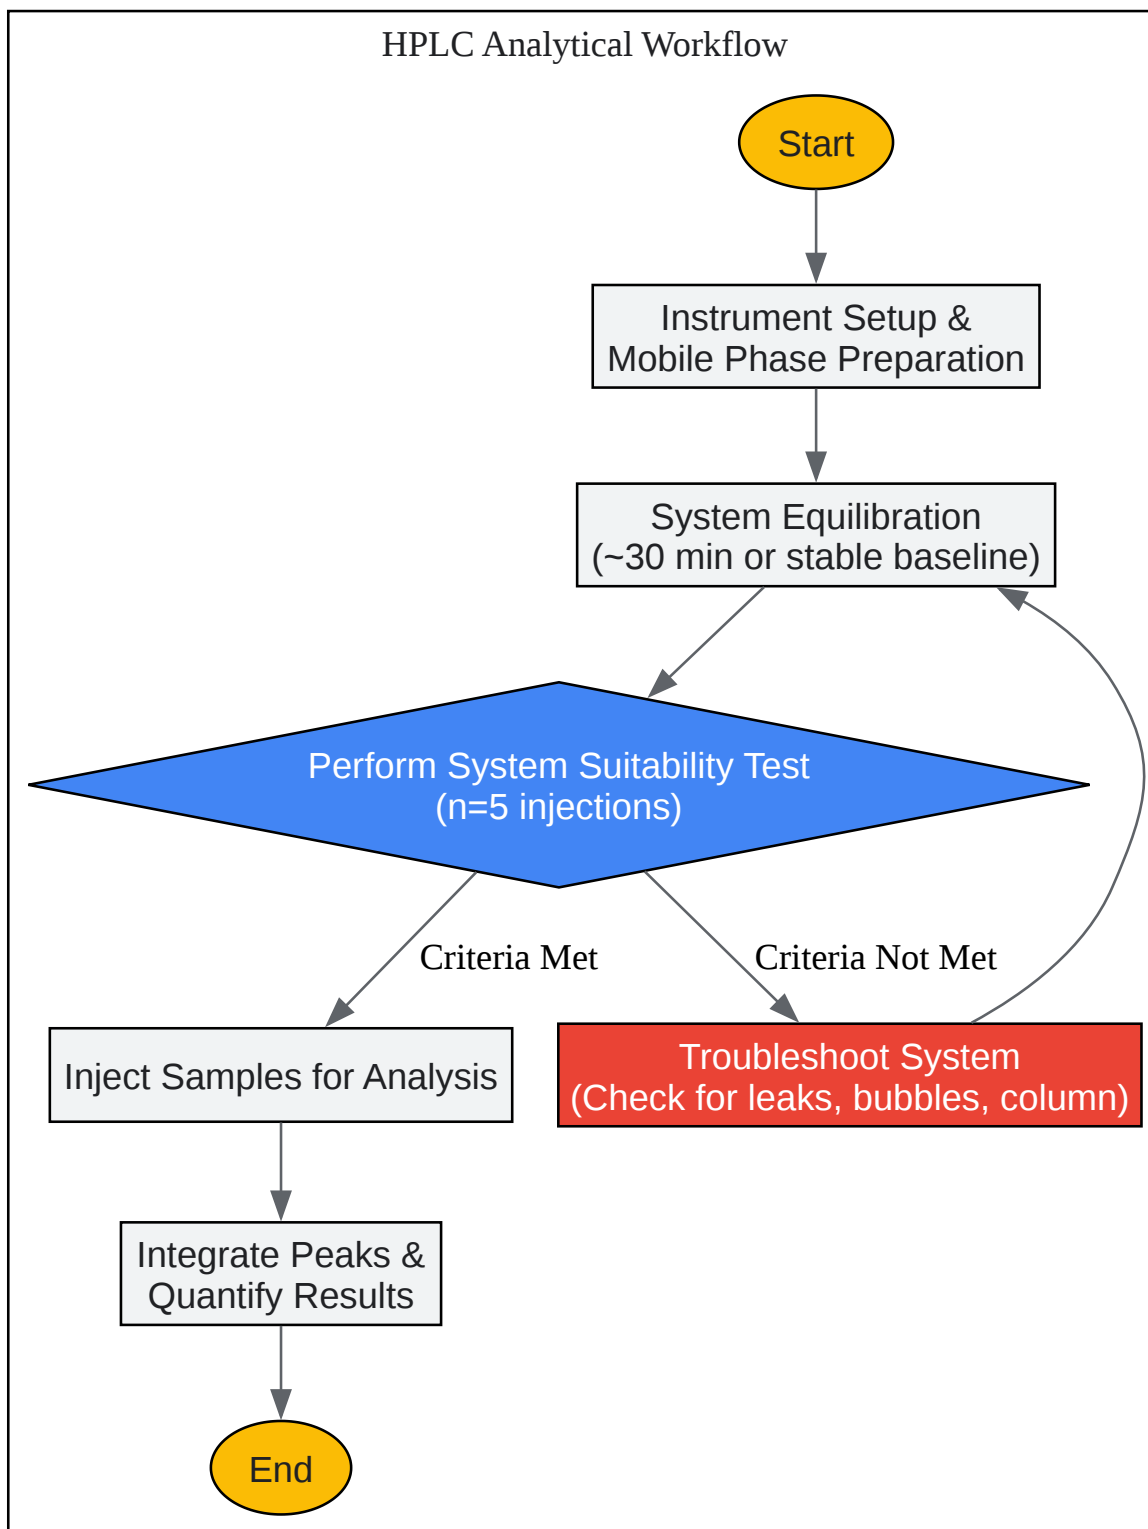 HPLC Analytical Workflow
Start
Instrument Setup &
Mobile Phase Preparation
System Equilibration
(~30 min or stable baseline)
Perform System Suitability Test
(n=5 injections)
Criteria Met
Criteria Not Met
Inject Samples for Analysis
Troubleshoot System
(Check for leaks, bubbles, column)
Integrate Peaks &
Quantify Results
End